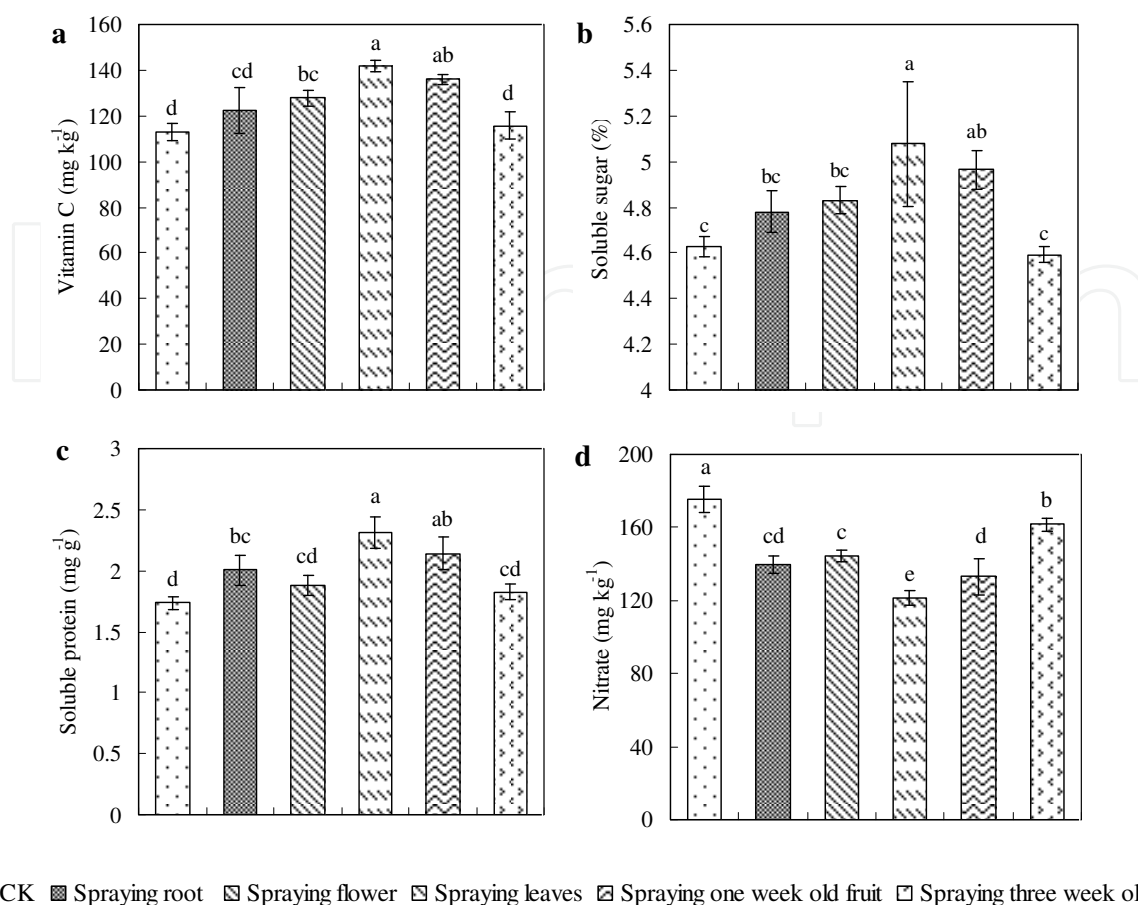 a
160
140
120
100
80
60
40
20
0
Vitamin C (mg kg-1)
d
cd
bc
a
ab
d
b
5.6
5.4
5.2
5
4.8
4.6
4.4
4.2
4
Soluble sugar (%)
c
bc
bc
a
ab
c
c
3
2.5
2
1.5
1
0.5
0
Soluble protein (mg g-1)
d
bc
cd
a
ab
cd
d
200
160
120
80
40
0
Nitrate (mg kg-1)
a
cd
c
e
d
b
CK Spraying root Spraying flower Spraying leaves Spraying one week old fruit Spraying three week ol